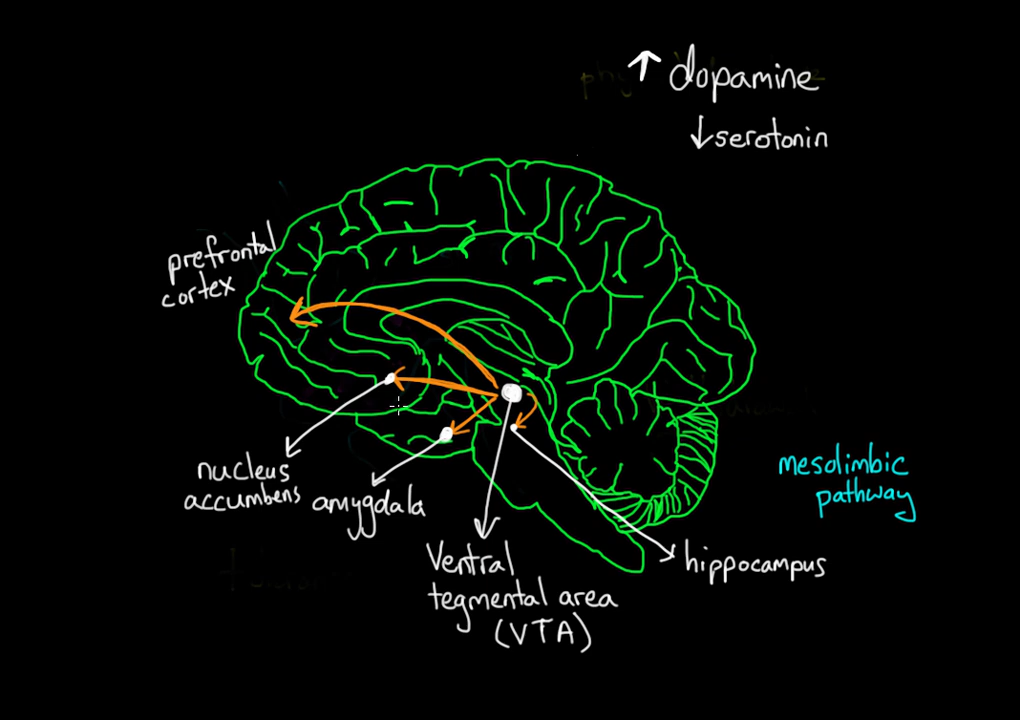 ↑ dopamine
↓ serotonin
prefrontal
cortex
nucleus
accumbens
amygdala
Ventral
tegmental area
(VTA)
hippocampus
mesolimbic
pathway